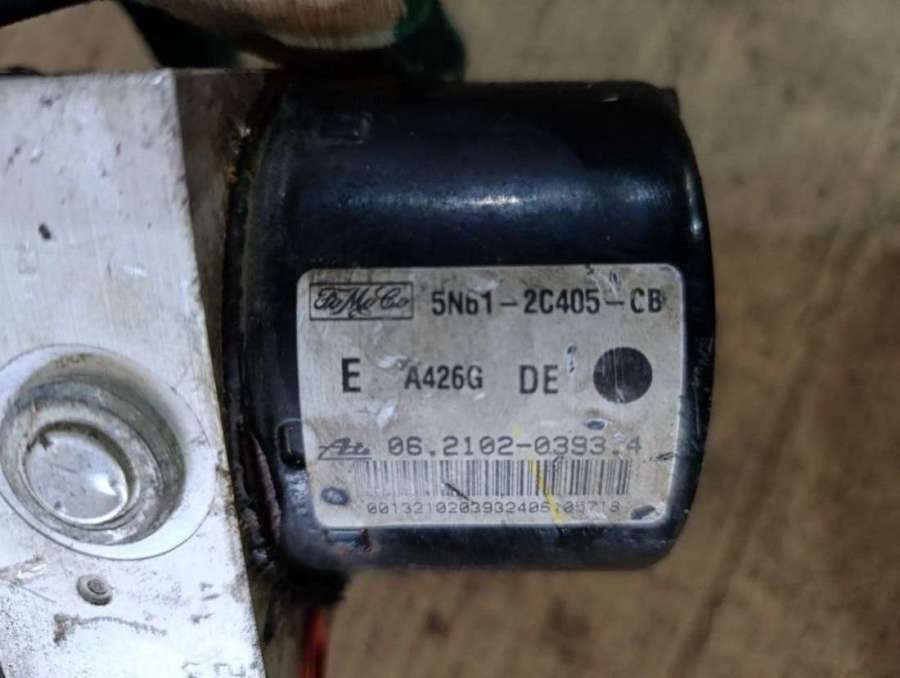 FoMoCo 5N61-2C405-CB
E A426G DE
Ate 06.2102-0393.4